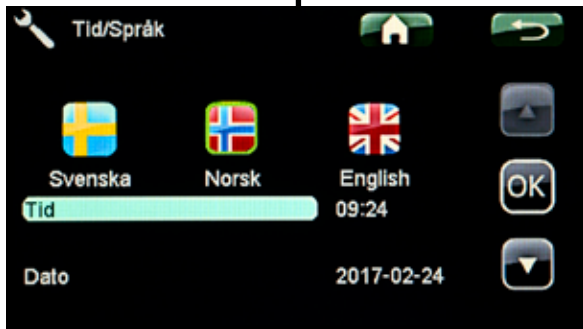 Tid/Språk
Svenska Norsk English
Tid 09:24
OK
Dato 2017-02-24